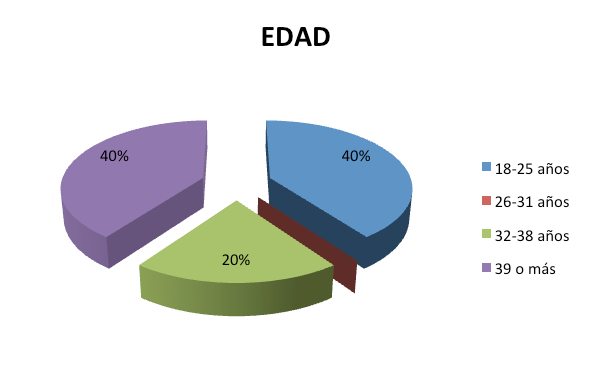 EDAD
40%
40%
20%
18-25 años
26-31 años
32-38 años
39 o más